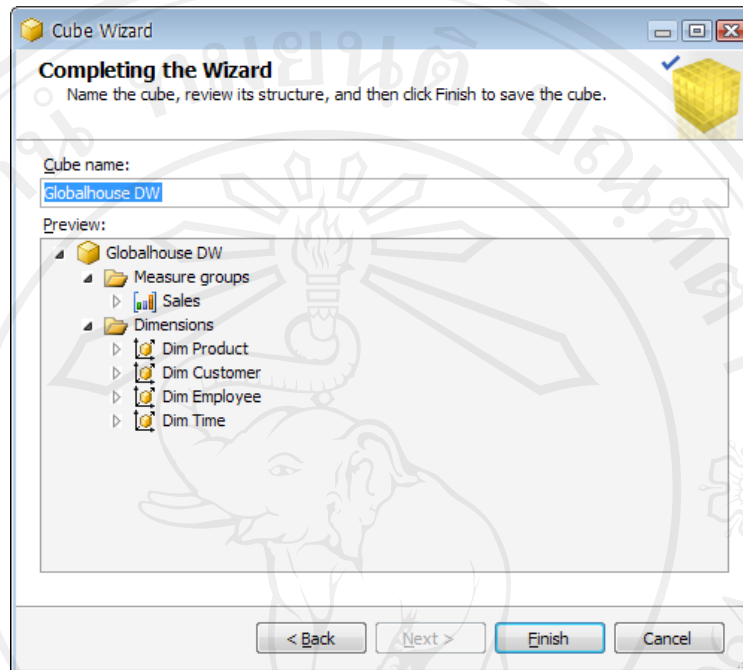 Cube Wizard
Completing the Wizard
Name the cube, review its structure, and then click Finish to save the cube.
Cube name:
Globalhouse DW
Preview:
Globalhouse DW
Measure groups
Sales
Dimensions
Dim Product
Dim Customer
Dim Employee
Dim Time
< Back
Next >
Finish
Cancel